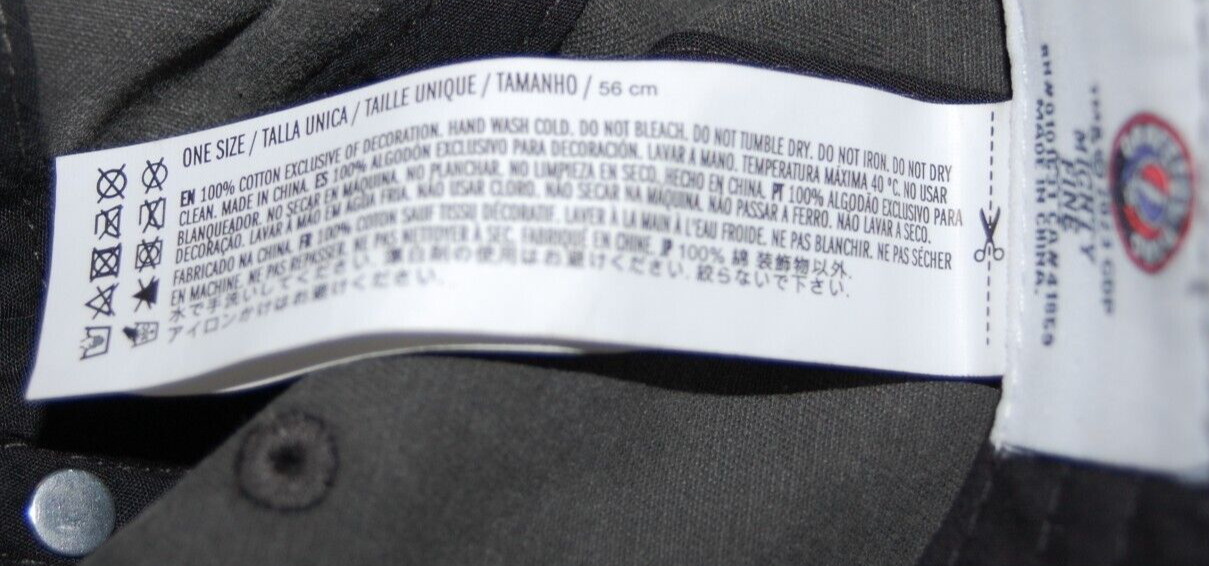 ONE SIZE / TALLA UNICA / TAILLE UNIQUE / TAMANHO / 56 cm
EN 100% COTTON EXCLUSIVE OF DECORATION. HAND WASH COLD. DO NOT BLEACH. DO NOT TUMBLE DRY. DO NOT IRON. DO NOT DRY
CLEAN. MADE IN CHINA. ES 100% ALGODÓN EXCLUSIVO PARA DECORACIÓN. LAVAR A MANO. TEMPERATURA MÁXIMA 40 °C. NO USAR
BLANQUEADOR. NO SECAR EN MÁQUINA. NO PLANCHAR. NO LIMPIEZA EN SECO. HECHO EN CHINA. PT 100% ALGODÃO EXCLUSIVO PARA
DECORAÇÃO. LAVAR À MÃO EM ÁGUA FRIA. NÃO USAR CLORO. NÃO SECAR NA MÁQUINA. NÃO PASSAR A FERRO. NÃO LAVAR A SECO.
FABRICADO NA CHINA. FR 100% COTON SAUF TISSU DÉCORATIF. LAVER À LA MAIN À L'EAU FROIDE. NE PAS BLANCHIR. NE PAS SÉCHER
EN MACHINE. NE PAS REPASSER. NE PAS NETTOYER À SEC. FABRIQUÉ EN CHINE. JP 100% 綿 装飾物以外.
水で手洗いしてください. 漂白剤の使用はお避けください. 絞らないで下さい.
アイロンがけはお避けください.
MADE IN CHINA